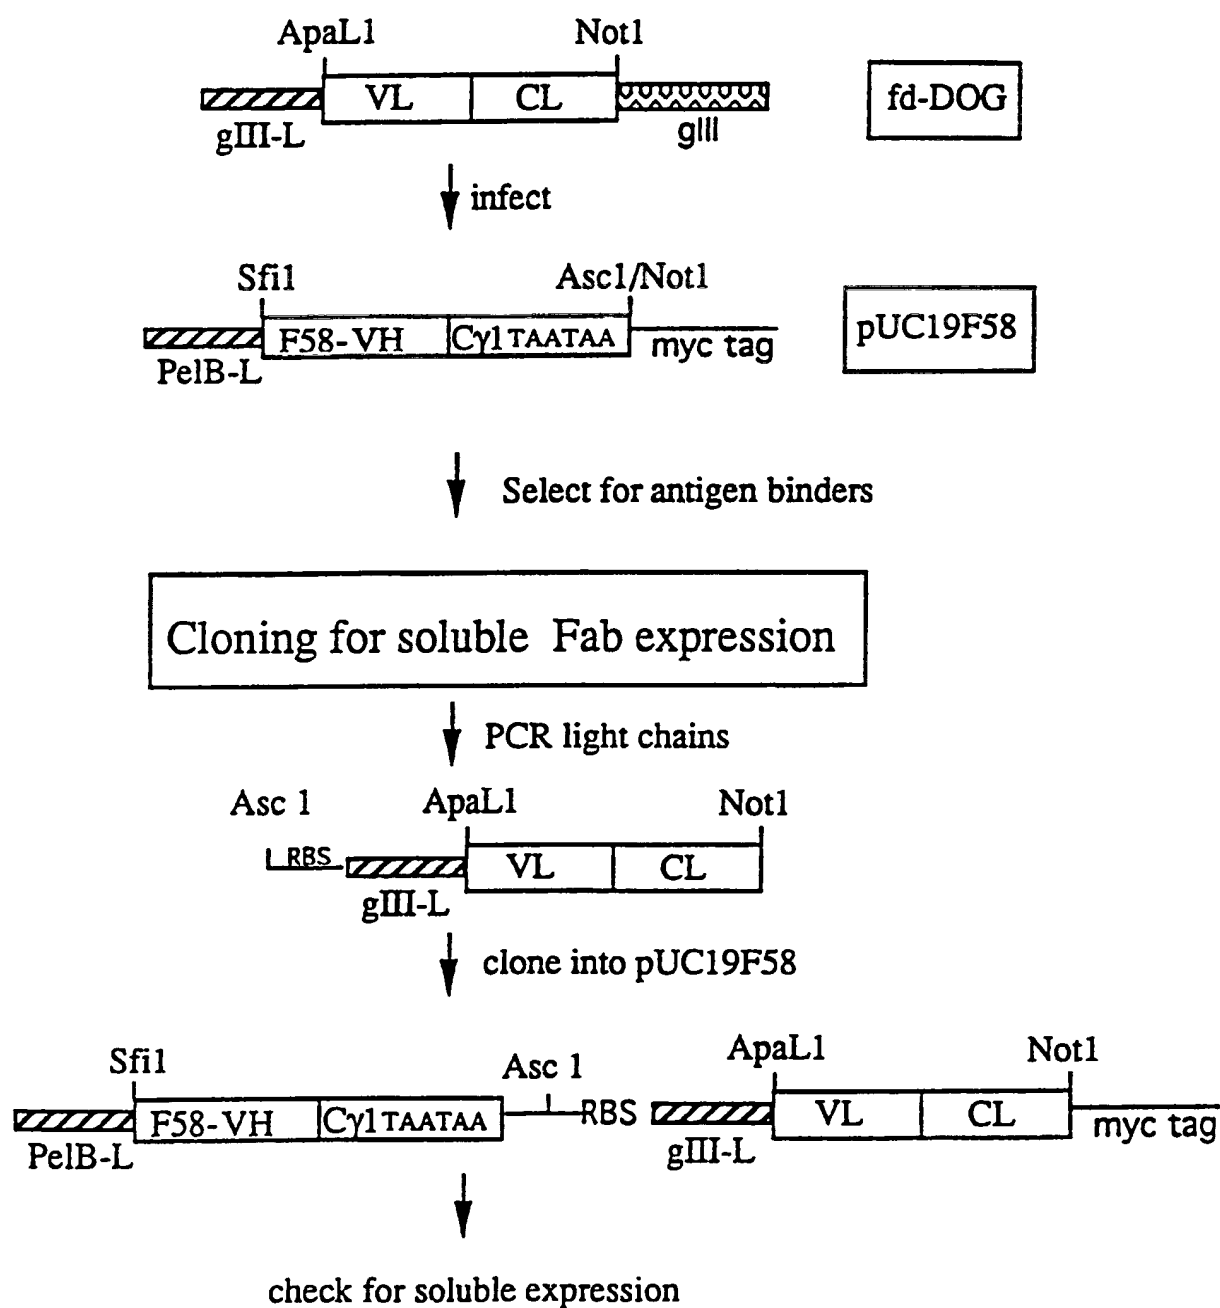 ApaL1 Not1
VL CL
fd-DOG
gIII-L gIII
infect
Sfi1 Asc1/Not1
F58-VH Cγ1 TAATAA
myc tag
pUC19F58
PelB-L
Select for antigen binders
Cloning for soluble Fab expression
PCR light chains
Asc 1 ApaL1 Not1
RBS VL CL
gIII-L
clone into pUC19F58
Sfi1 Asc 1 ApaL1 Not1
F58-VH Cγ1 TAATAA RBS VL CL
PelB-L gIII-L myc tag
check for soluble expression